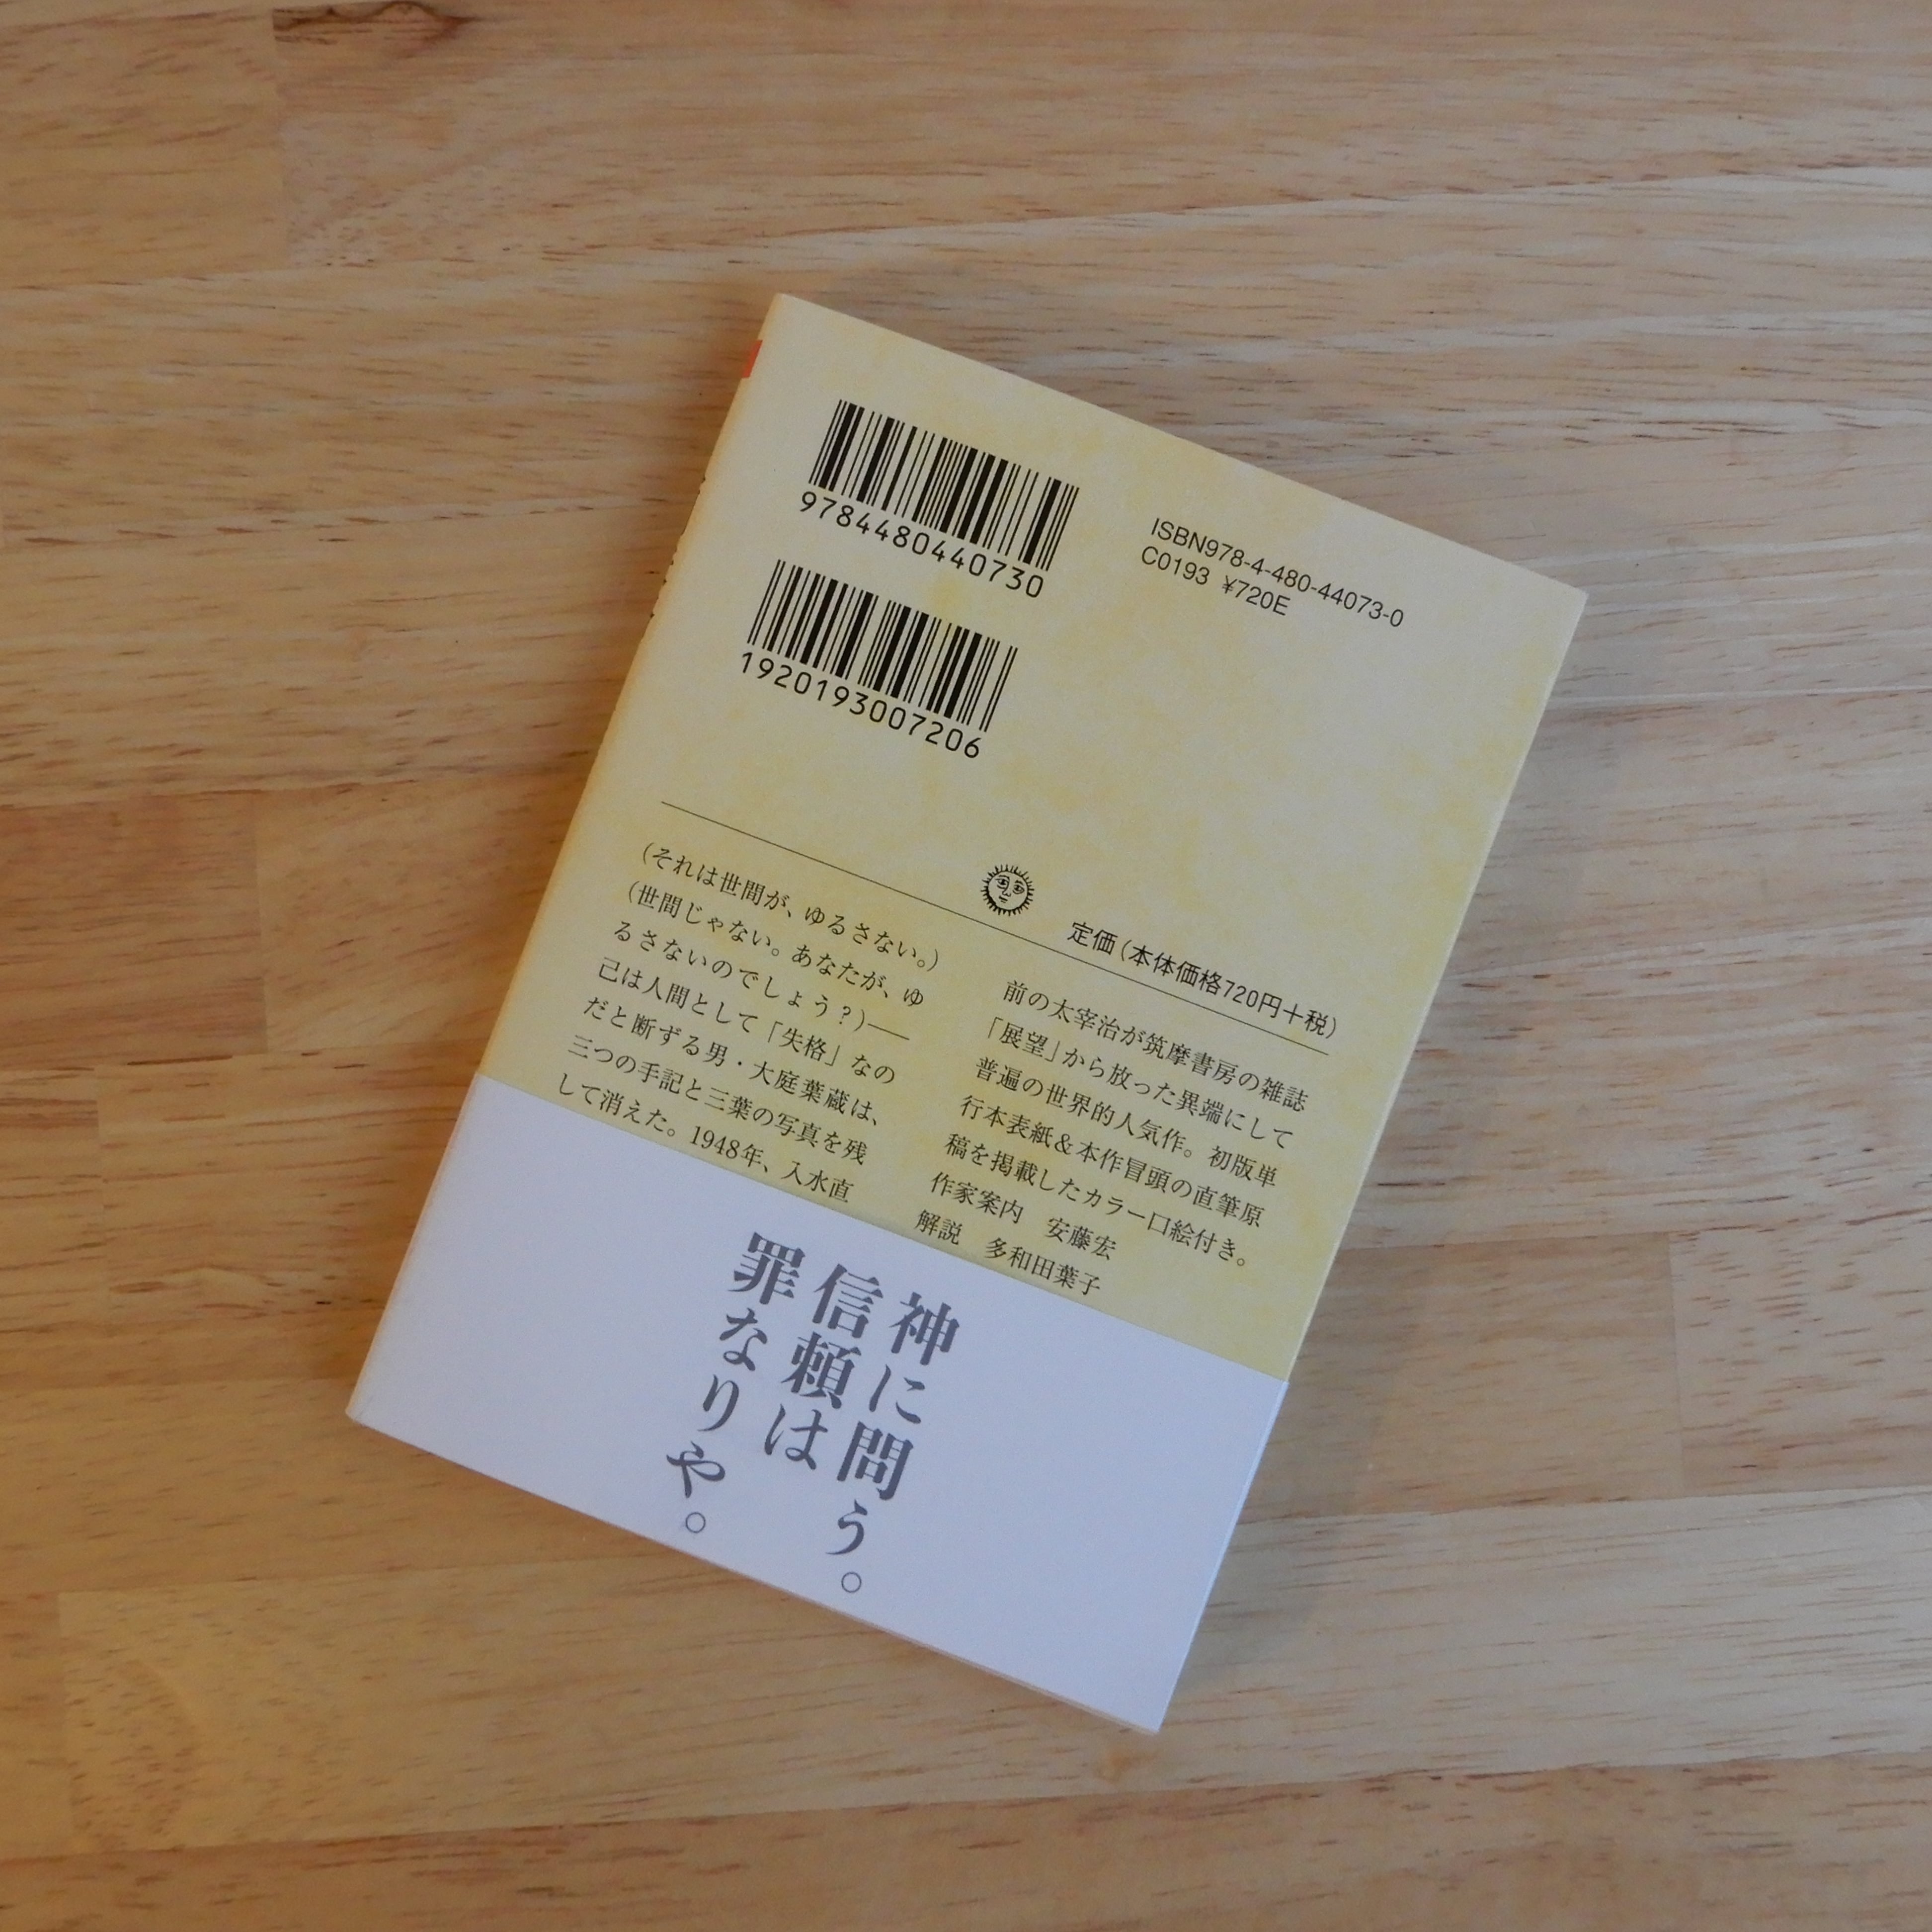 9784480440730
1920193007206
ISBN978-4-480-44073-0
C0193 ¥720E
定価(本体価格720円+税)
(それは世間が、ゆるさない。)
(世間じゃない。あなたが、ゆ
るさないのでしょう?)――
己は人間として「失格」なの
だと断ずる男・大庭葉蔵は、
三つの手記と三葉の写真を残
して消えた。1948年、入水直
前の太宰治が筑摩書房の雑誌
「展望」から放った異端にして
普遍の世界的人気作。初版単
行本表紙&本作冒頭の直筆原
稿を掲載したカラー口絵付き。
作家案内 安藤宏
解説 多和田葉子
神に問う。
信頼は
罪なりや。